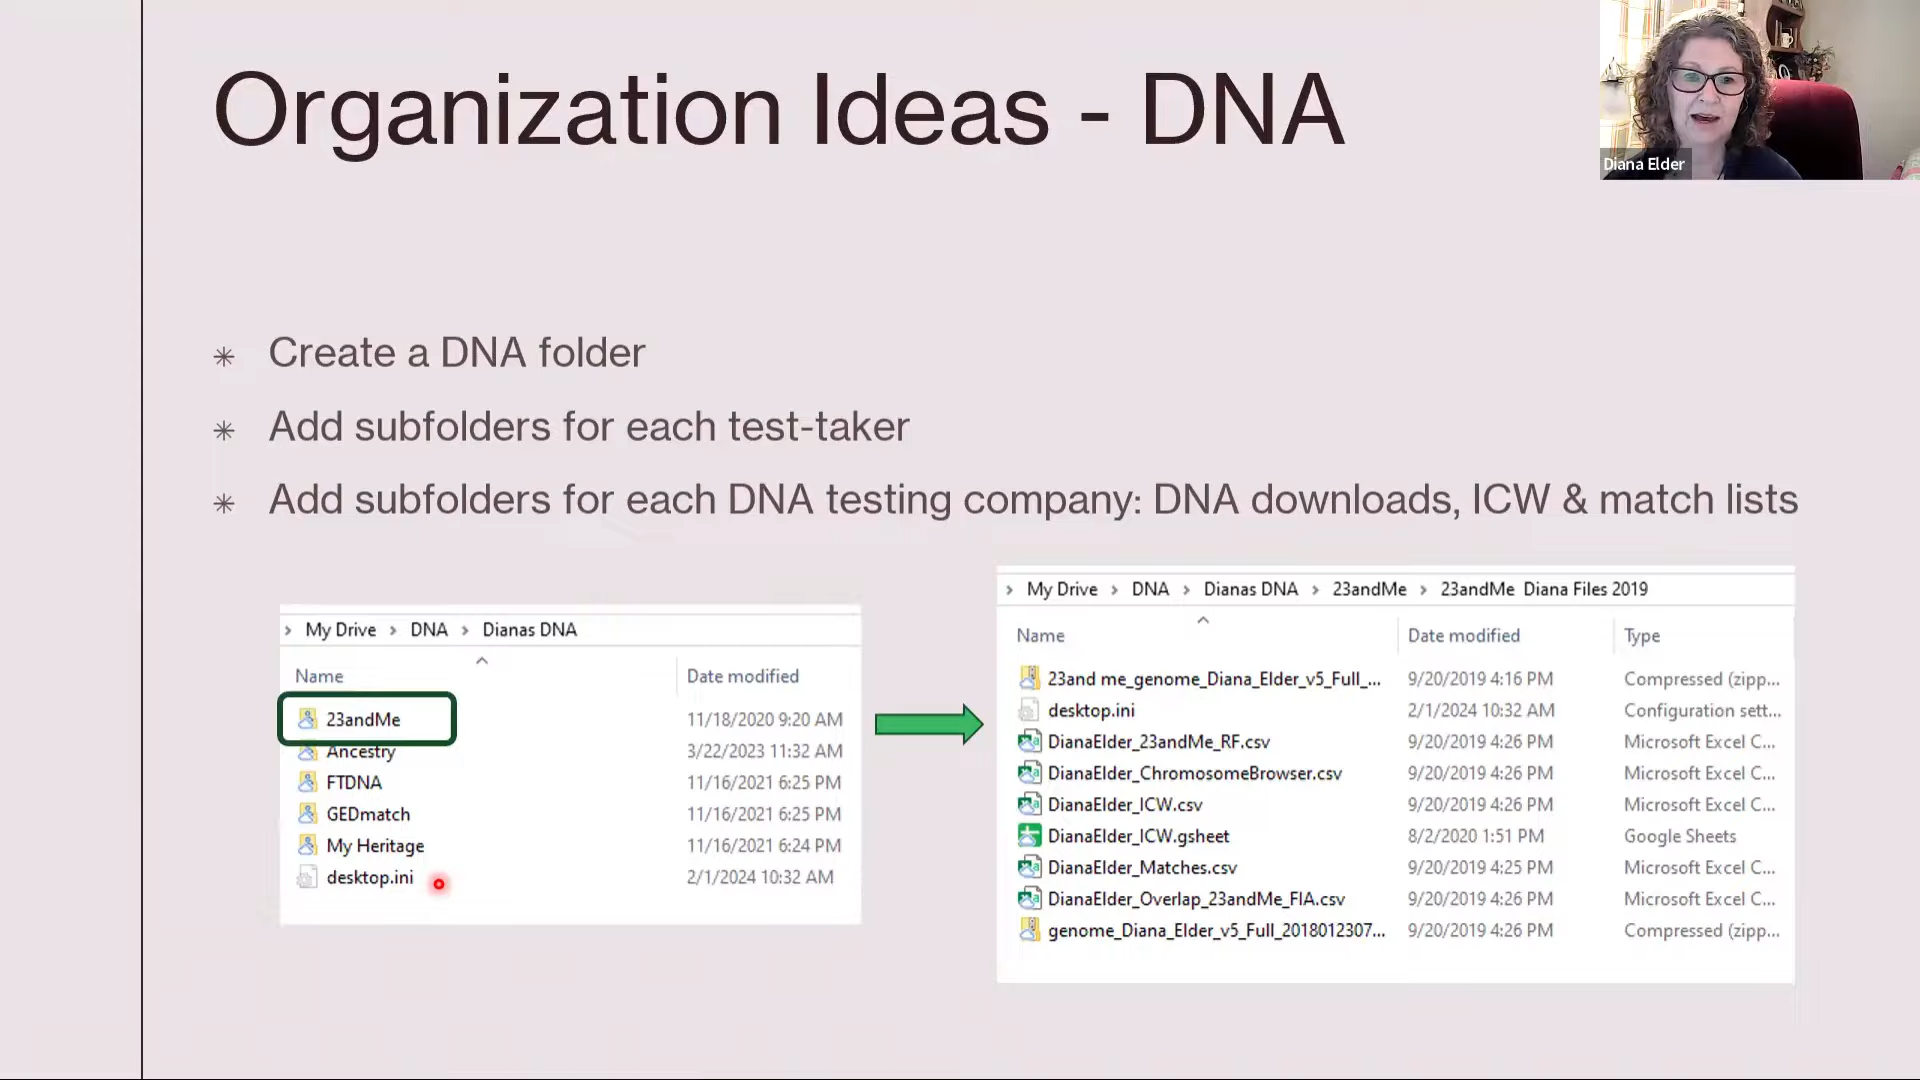 Organization Ideas - DNA
Diana Elder
Create a DNA folder
Add subfolders for each test-taker
Add subfolders for each DNA testing company: DNA downloads, ICW & match lists
My Drive > DNA > Dianas DNA
Name Date modified
23andMe 11/18/2020 9:20 AM
Ancestry 3/22/2023 11:32 AM
FTDNA 11/16/2021 6:25 PM
GEDmatch 11/16/2021 6:25 PM
My Heritage 11/16/2021 6:24 PM
desktop.ini 2/1/2024 10:32 AM
My Drive > DNA > Dianas DNA > 23andMe > 23andMe Diana Files 2019
Name Date modified Type
23and me_genome_Diana_Elder_v5_Full_... 9/20/2019 4:16 PM Compressed (zipp...
desktop.ini 2/1/2024 10:32 AM Configuration sett...
DianaElder_23andMe_RF.csv 9/20/2019 4:26 PM Microsoft Excel C...
DianaElder_ChromosomeBrowser.csv 9/20/2019 4:26 PM Microsoft Excel C...
DianaElder_ICW.csv 9/20/2019 4:26 PM Microsoft Excel C...
DianaElder_ICW.gsheet 8/2/2020 1:51 PM Google Sheets
DianaElder_Matches.csv 9/20/2019 4:25 PM Microsoft Excel C...
DianaElder_Overlap_23andMe_FIA.csv 9/20/2019 4:26 PM Microsoft Excel C...
genome_Diana_Elder_v5_Full_2018012307... 9/20/2019 4:26 PM Compressed (zipp...